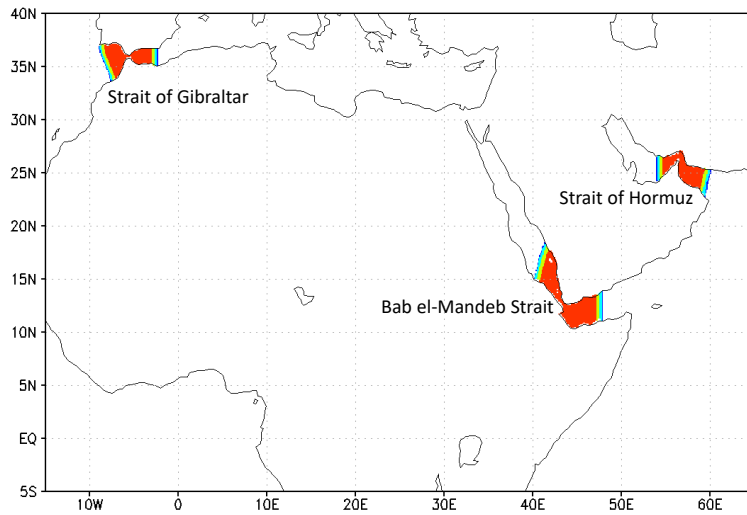 40N
35N
Strait of Gibraltar
30N
25N
Strait of Hormuz
20N
15N
Bab el-Mandeb Strait
10N
5N
EQ
5S
10W 0 10E 20E 30E 40E 50E 60E